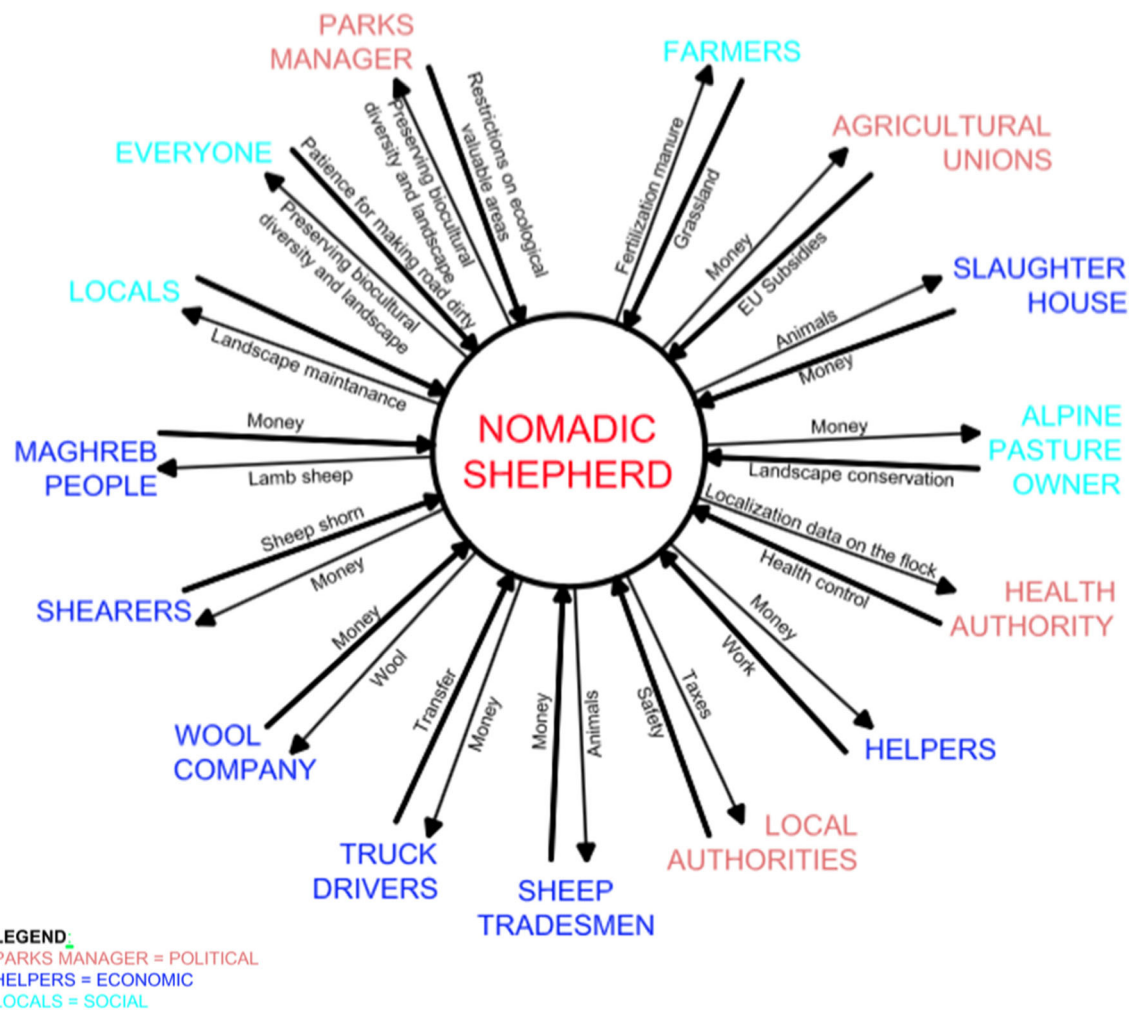 PARKS
MANAGER
Restrictions on ecological
valuable areas
Preserving biocultural
diversity and landscape
FARMERS
Fertilization manure
Grassland
AGRICULTURAL
UNIONS
Money
EU Subsidies
EVERYONE
Patience for making road dirty
Preserving biocultural
diversity and landscape
SLAUGHTER
HOUSE
Animals
Money
LOCALS
Landscape maintanance
NOMADIC
SHEPHERD
ALPINE
PASTURE
OWNER
Money
Landscape conservation
MAGHREB
PEOPLE
Money
Lamb sheep
Localization data on the flock
Health control
HEALTH
AUTHORITY
Sheep shorn
Money
SHEARERS
Money
Work
HELPERS
Money
Wool
WOOL
COMPANY
Transfer
Money
TRUCK
DRIVERS
Money
Animals
SHEEP
TRADESMEN
Safety
Taxes
LOCAL
AUTHORITIES
LEGEND:
PARKS MANAGER = POLITICAL
HELPERS = ECONOMIC
LOCALS = SOCIAL